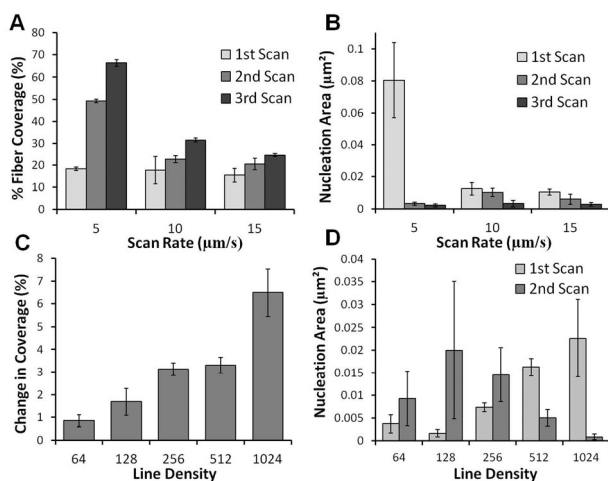 A
% Fiber Coverage (%)
80
70
60
50
40
30
20
10
0
1st Scan
2nd Scan
3rd Scan
5
10
15
Scan Rate (µm/s)
B
Nucleation Area (µm²)
0.1
0.08
0.06
0.04
0.02
0
1st Scan
2nd Scan
3rd Scan
5
10
15
Scan Rate (µm/s)
C
Change in Coverage (%)
8
7
6
5
4
3
2
1
0
64
128
256
512
1024
Line Density
D
Nucleation Area (µm²)
0.04
0.035
0.03
0.025
0.02
0.015
0.01
0.005
0
1st Scan
2nd Scan
64
128
256
512
1024
Line Density